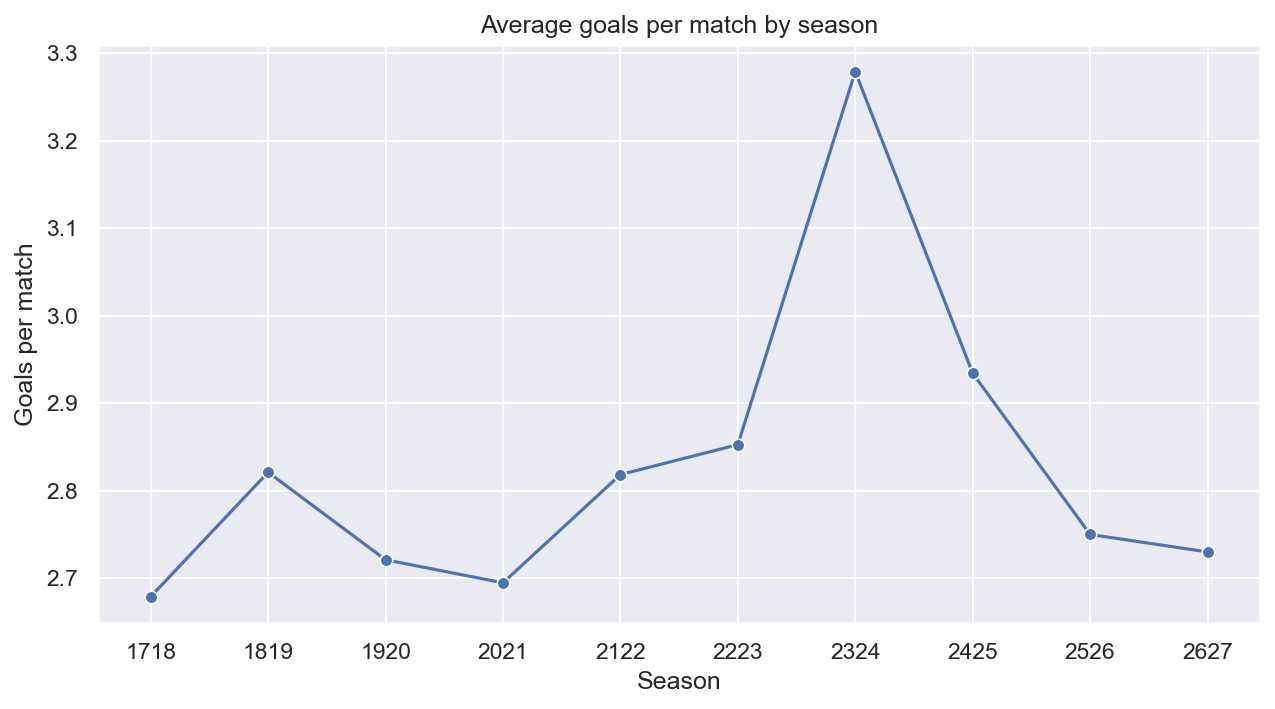 Average goals per match by season
Goals per match
3.3
3.2
3.1
3.0
2.9
2.8
2.7
1718 1819 1920 2021 2122 2223 2324 2425 2526 2627
Season